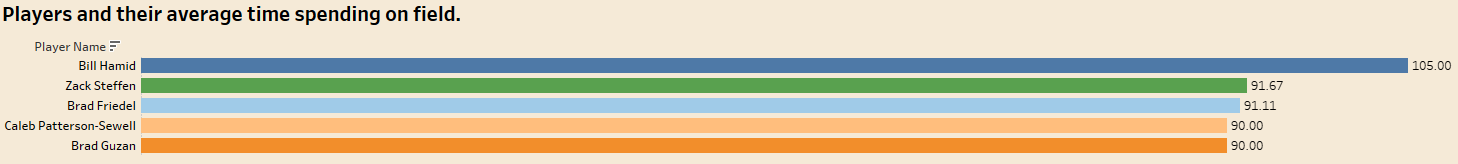 Players and their average time spending on field.
Player Name
Bill Hamid 105.00
Zack Steffen 91.67
Brad Friedel 91.11
Caleb Patterson-Sewell 90.00
Brad Guzan 90.00